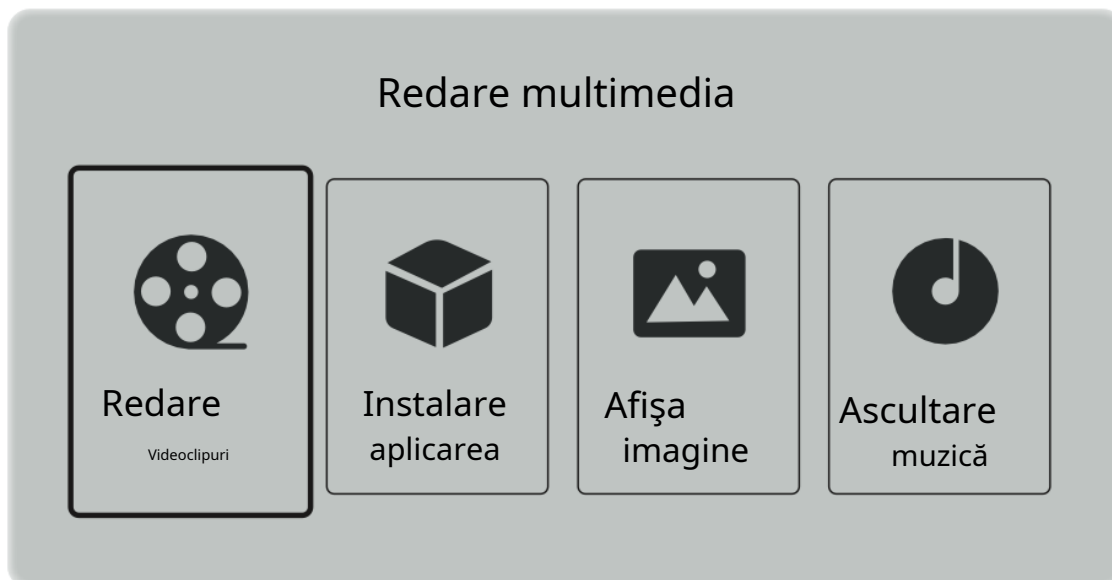 Redare multimedia
Redare
Videoclipuri
Instalare
aplicarea
Afişa
imagine
Ascultare
muzică